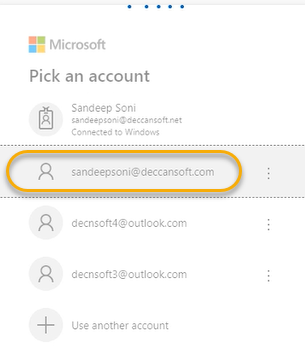 Microsoft
Pick an account
Sandeep Soni
sandeepsoni@deccansoft.net
Connected to Windows
sandeepsoni@deccansoft.com
decnsoft4@outlook.com
decnsoft3@outlook.com
Use another account